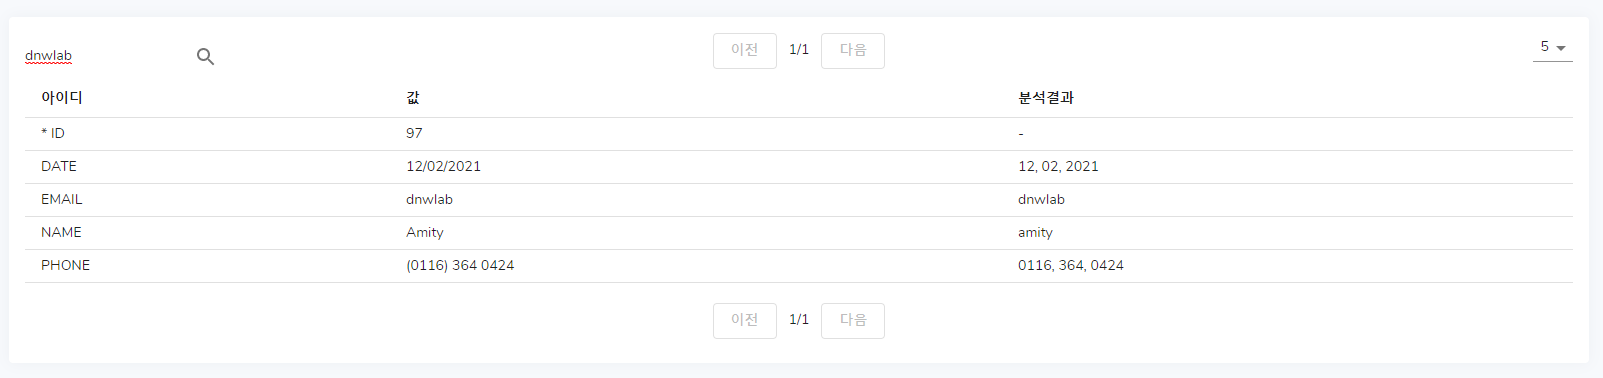 dnwlab 이전 1/1 다음 5
아이디 값 분석결과
* ID 97 -
DATE 12/02/2021 12, 02, 2021
EMAIL dnwlab dnwlab
NAME Amity amity
PHONE (0116) 364 0424 0116, 364, 0424
이전 1/1 다음